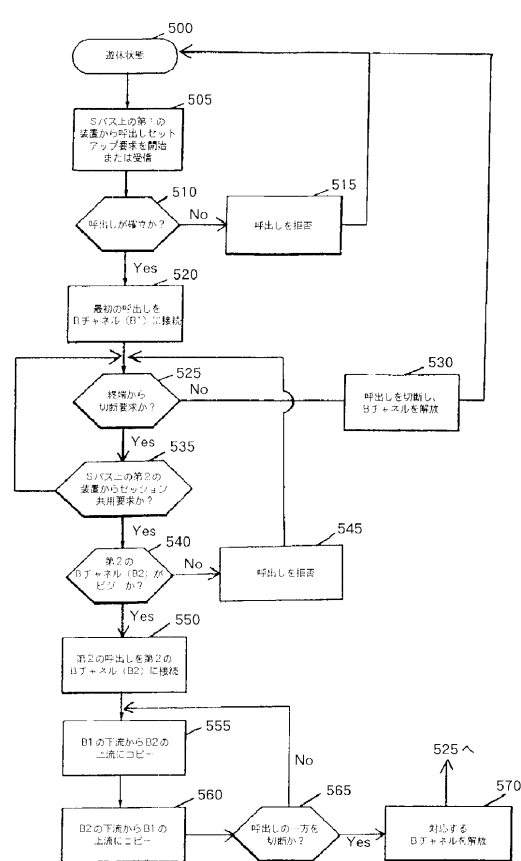 500
遊休状態
505
Sバス上の第1の
装置から呼出しセット
アップ要求を開始
または受信
510
呼出しが確立か?
No
515
呼出しを拒否
Yes
520
最初の呼出しを
Bチャネル(B1)に接続
525
終端から
切断要求か?
No
530
呼出しを切断し、
Bチャネルを解放
Yes
535
Sバス上の第2の
装置からセッション
共用要求か?
Yes
540
第2の
Bチャネル(B2)が
ビジーか?
No
545
呼出しを拒否
Yes
550
第2の呼出しを第2の
Bチャネル(B2)に接続
555
B1の下流からB2の
上流にコピー
No
560
B2の下流からB1の
上流にコピー
565
呼出しの一方を
切断か?
Yes
525へ
570
対応する
Bチャネルを解放